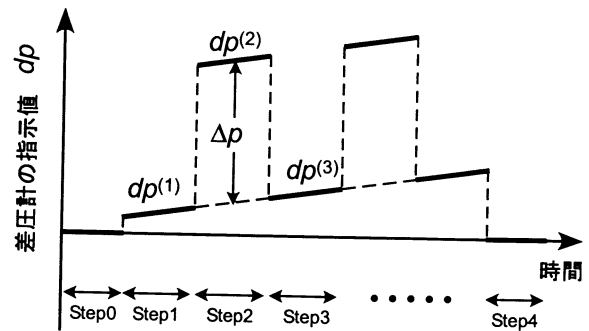 差圧計の指示値 dp
dp(2)
Δp
dp(1)
dp(3)
時間
Step0 Step1 Step2 Step3 • • • • • • Step4